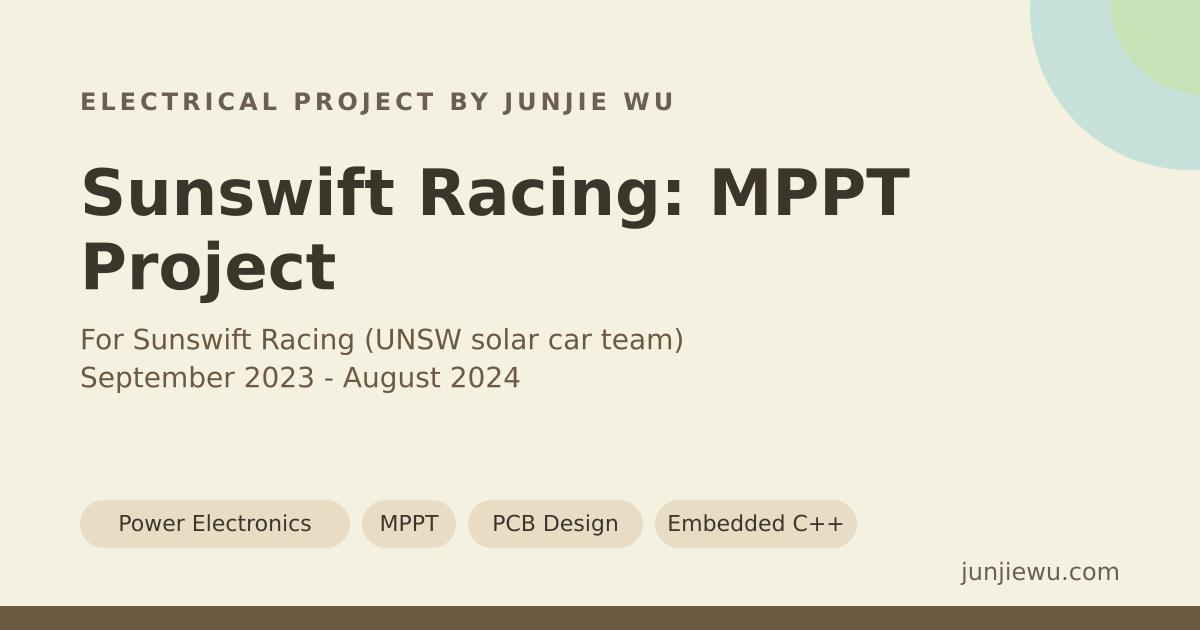 ELECTRICAL PROJECT BY JUNJIE WU
Sunswift Racing: MPPT
Project
For Sunswift Racing (UNSW solar car team)
September 2023 - August 2024
Power Electronics
MPPT
PCB Design
Embedded C++
junjiewu.com